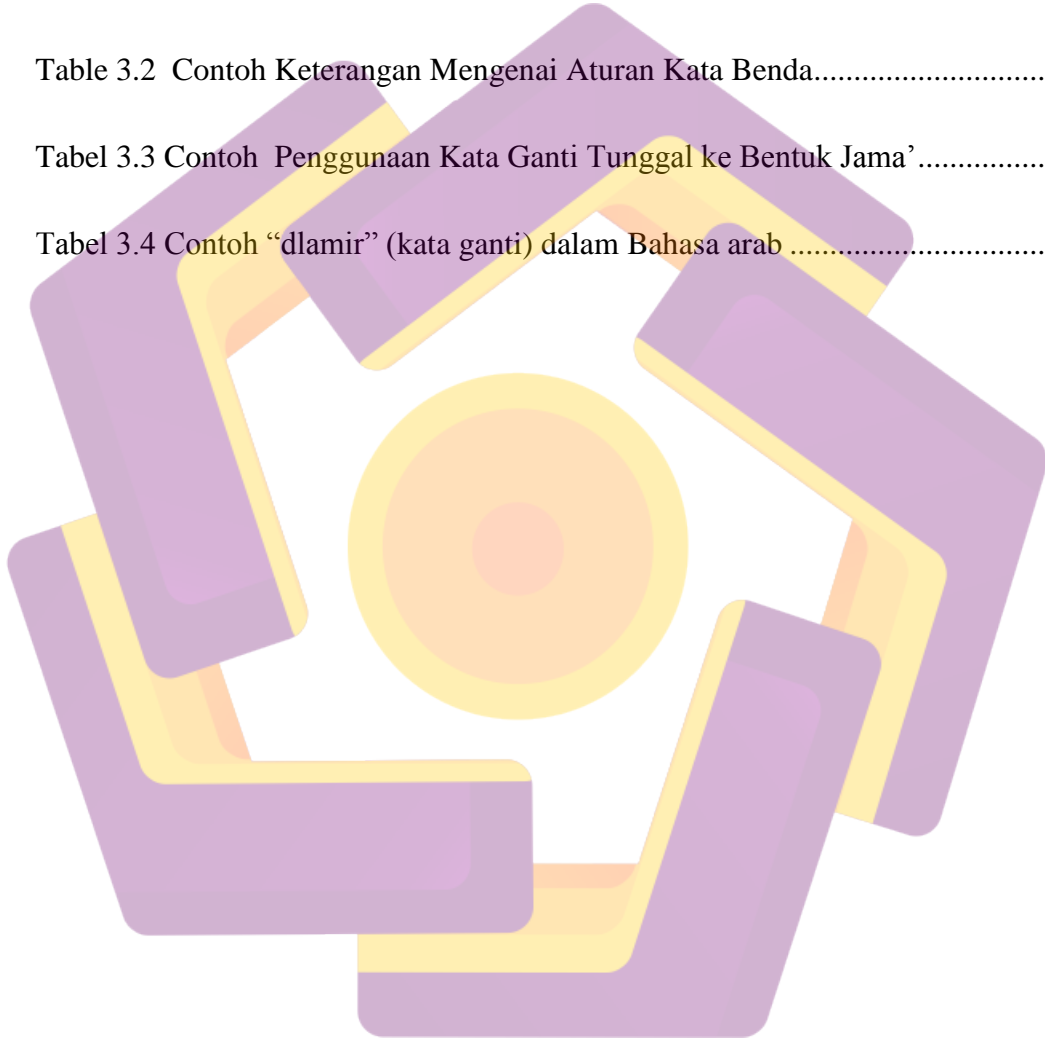 Table 3.2  Contoh Keterangan Mengenai Aturan Kata Benda.............................
Tabel 3.3 Contoh  Penggunaan Kata Ganti Tunggal ke Bentuk Jama’................
Tabel 3.4 Contoh “dlamir” (kata ganti) dalam Bahasa arab ................................